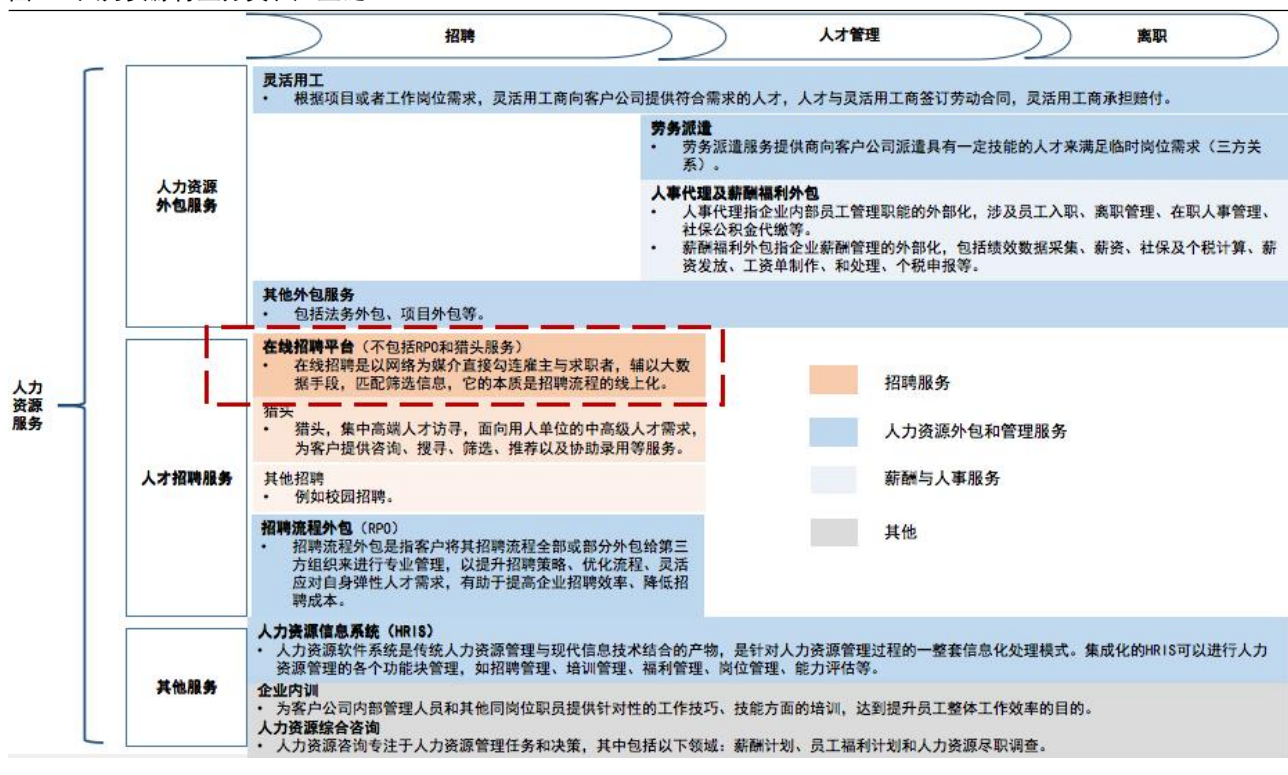 招聘
人才管理
离职
灵活用工
• 根据项目或者工作岗位需求，灵活用工商向客户公司提供符合需求的人才，人才与灵活用工商签订劳动合同，灵活用工商承担赔付。
劳务派遣
• 劳务派遣服务提供商向客户公司派遣具有一定技能的人才来满足临时岗位需求（三方关
系）。
人力资源
外包服务
人事代理及薪酬福利外包
• 人事代理指企业内部员工管理职能的外部化，涉及员工入职、离职管理、在职人事管理、
社保公积金代缴等。
• 薪酬福利外包指企业薪酬管理的外部化，包括绩效数据采集、薪资、社保及个税计算、薪
资发放、工资单制作、和处理、个税申报等。
其他外包服务
• 包括法务外包、项目外包等。
人力
资源
服务
人才招聘服务
在线招聘平台（不包括RPO和猎头服务）
• 在线招聘是以网络为媒介直接勾连雇主与求职者，辅以大数
据手段，匹配筛选信息，它的本质是招聘流程的线上化。
猎头
• 猎头，集中高端人才访寻，面向用人单位的中高级人才需求，
为客户提供咨询、搜寻、筛选、推荐以及协助录用等服务。
其他招聘
• 例如校园招聘。
招聘流程外包（RPO）
• 招聘流程外包是指客户将其招聘流程全部或部分外包给第三
方组织来进行专业管理，以提升招聘策略、优化流程、灵活
应对自身弹性人才需求，有助于提高企业招聘效率、降低招
聘成本。
招聘服务
人力资源外包和管理服务
薪酬与人事服务
其他
其他服务
人力资源信息系统（HRIS）
• 人力资源软件系统是传统人力资源管理与现代信息技术结合的产物，是针对人力资源管理过程的一整套信息化处理模式。集成化的HRIS可以进行人力
资源管理的各个功能块管理，如招聘管理、培训管理、福利管理、岗位管理、能力评估等。
企业内训
• 为客户公司内部管理人员和其他同岗位职员提供针对性的工作技巧、技能方面的培训，达到提升员工整体工作效率的目的。
人力资源综合咨询
• 人力资源咨询专注于人力资源管理任务和决策，其中包括以下领域：薪酬计划、员工福利计划和人力资源尽职调查。